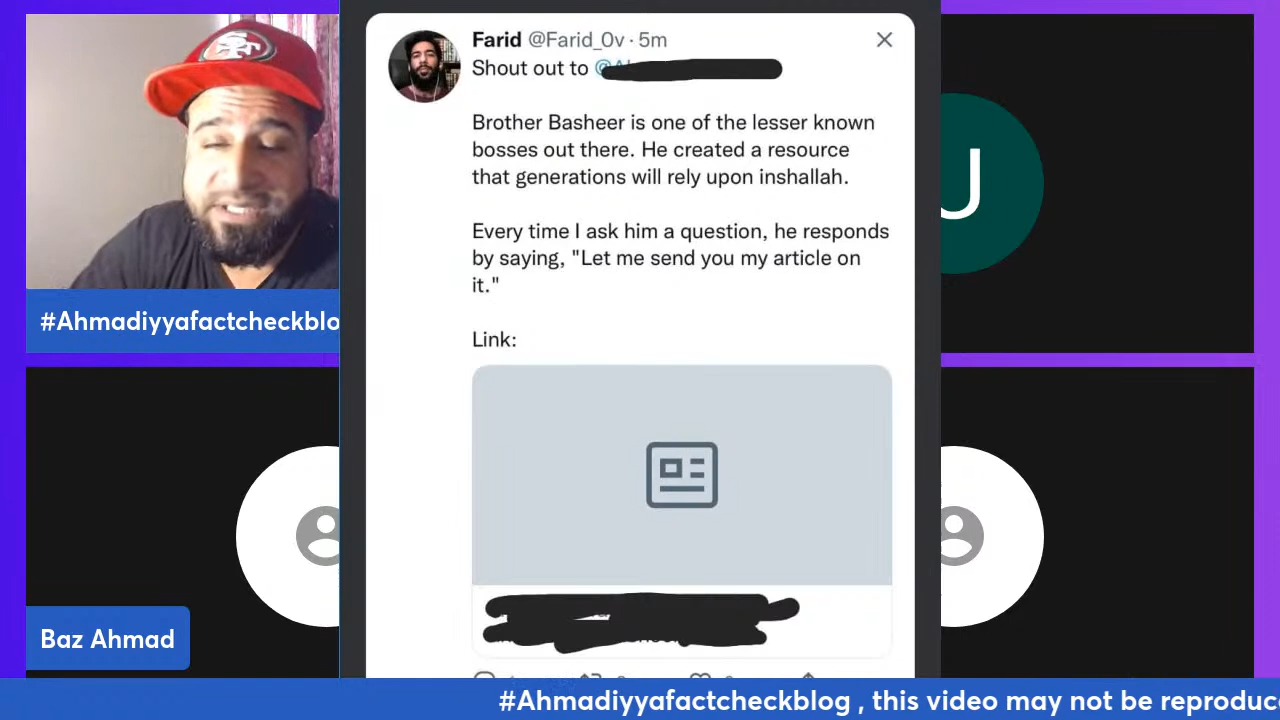 Farid @Farid_0v · 5m
Shout out to
Brother Basheer is one of the lesser known
bosses out there. He created a resource
that generations will rely upon inshallah.
Every time I ask him a question, he responds
by saying, "Let me send you my article on
it."
Link:
U
#Ahmadiyyafactcheckblo
Baz Ahmad
#Ahmadiyyafactcheckblog , this video may not be reproduc